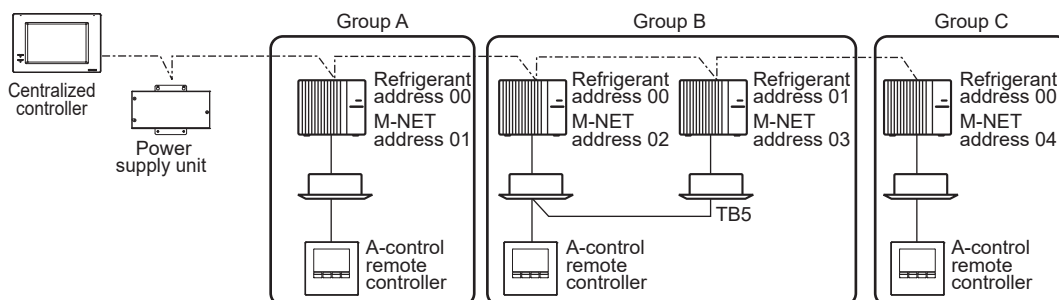 Group A
Group B
Group C
Centralized
controller
Power
supply unit
Refrigerant
address 00
M-NET
address 01
Refrigerant
address 00
M-NET
address 02
Refrigerant
address 01
M-NET
address 03
Refrigerant
address 00
M-NET
address 04
TB5
A-control
remote
controller
A-control
remote
controller
A-control
remote
controller